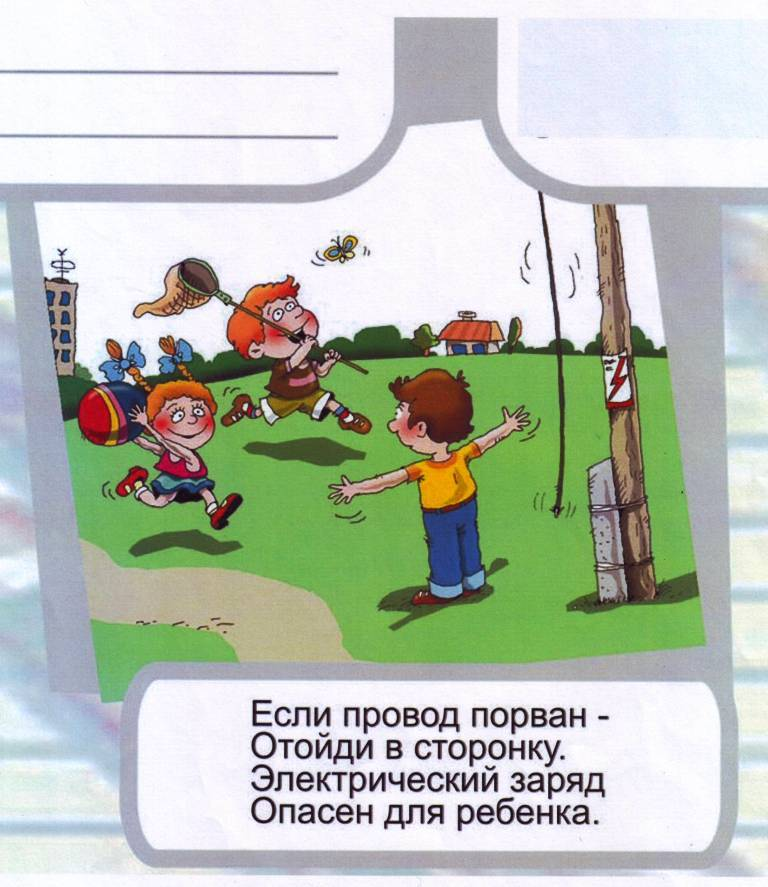 Если провод порван -
Отойди в сторонку.
Электрический заряд
Опасен для ребенка.